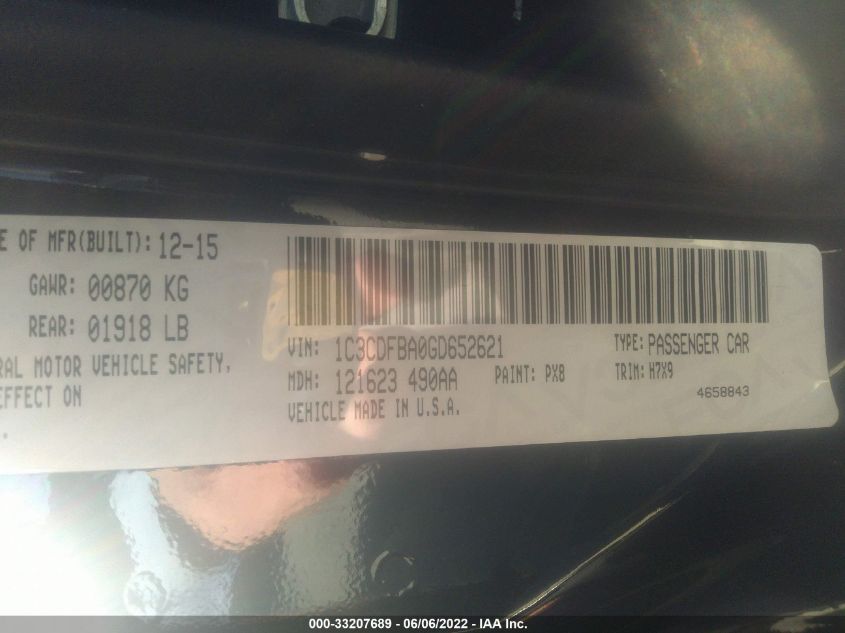 E OF MFR(BUILT): 12-15
GAWR: 00870 KG
REAR: 01918 LB
RAL MOTOR VEHICLE SAFETY,
EFFECT ON
VIN: 1C3CDFBA0GD652621
TYPE: PASSENGER CAR
MDH: 121623 490AA
PAINT: PX8
TRIM: H7X9
VEHICLE MADE IN U.S.A.
4658843
000-33207689 - 06/06/2022 - IAA Inc.